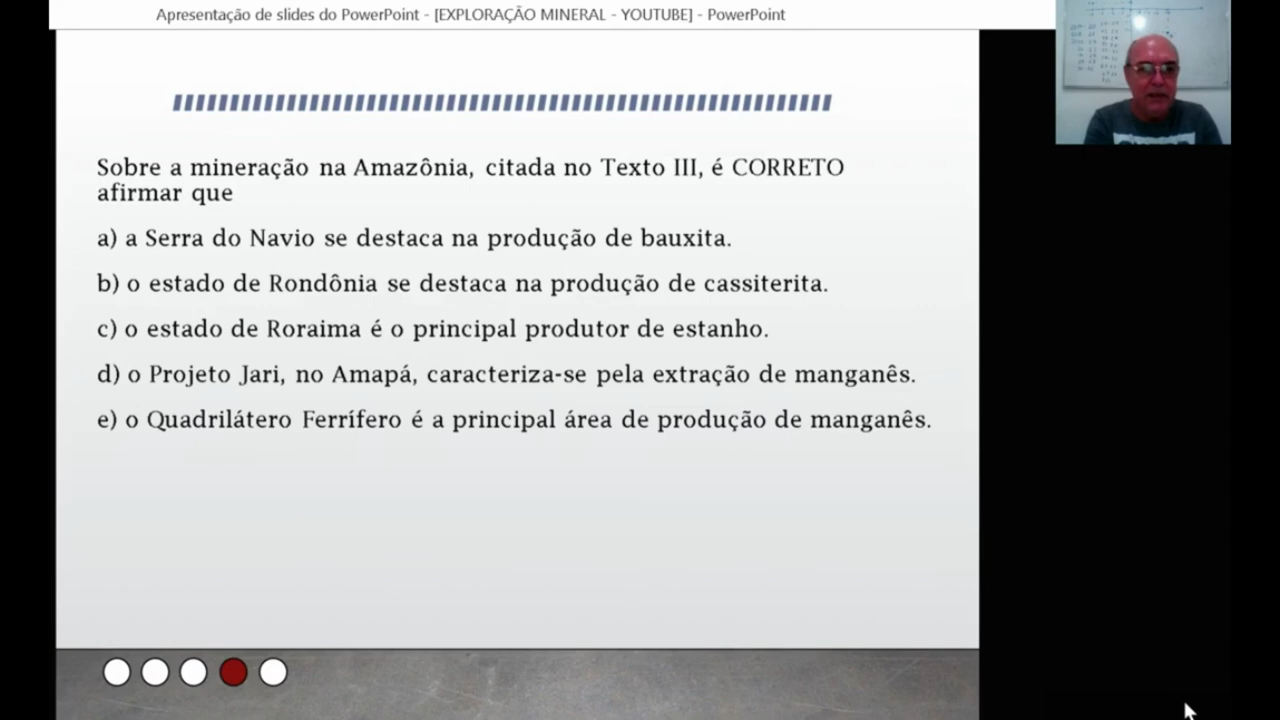 Apresentação de slides do PowerPoint - [EXPLORAÇÃO MINERAL - YOUTUBE] - PowerPoint
Sobre a mineração na Amazônia, citada no Texto III, é CORRETO
afirmar que
a) a Serra do Navio se destaca na produção de bauxita.
b) o estado de Rondônia se destaca na produção de cassiterita.
c) o estado de Roraima é o principal produtor de estanho.
d) o Projeto Jari, no Amapá, caracteriza-se pela extração de manganês.
e) o Quadrilátero Ferrífero é a principal área de produção de manganês.